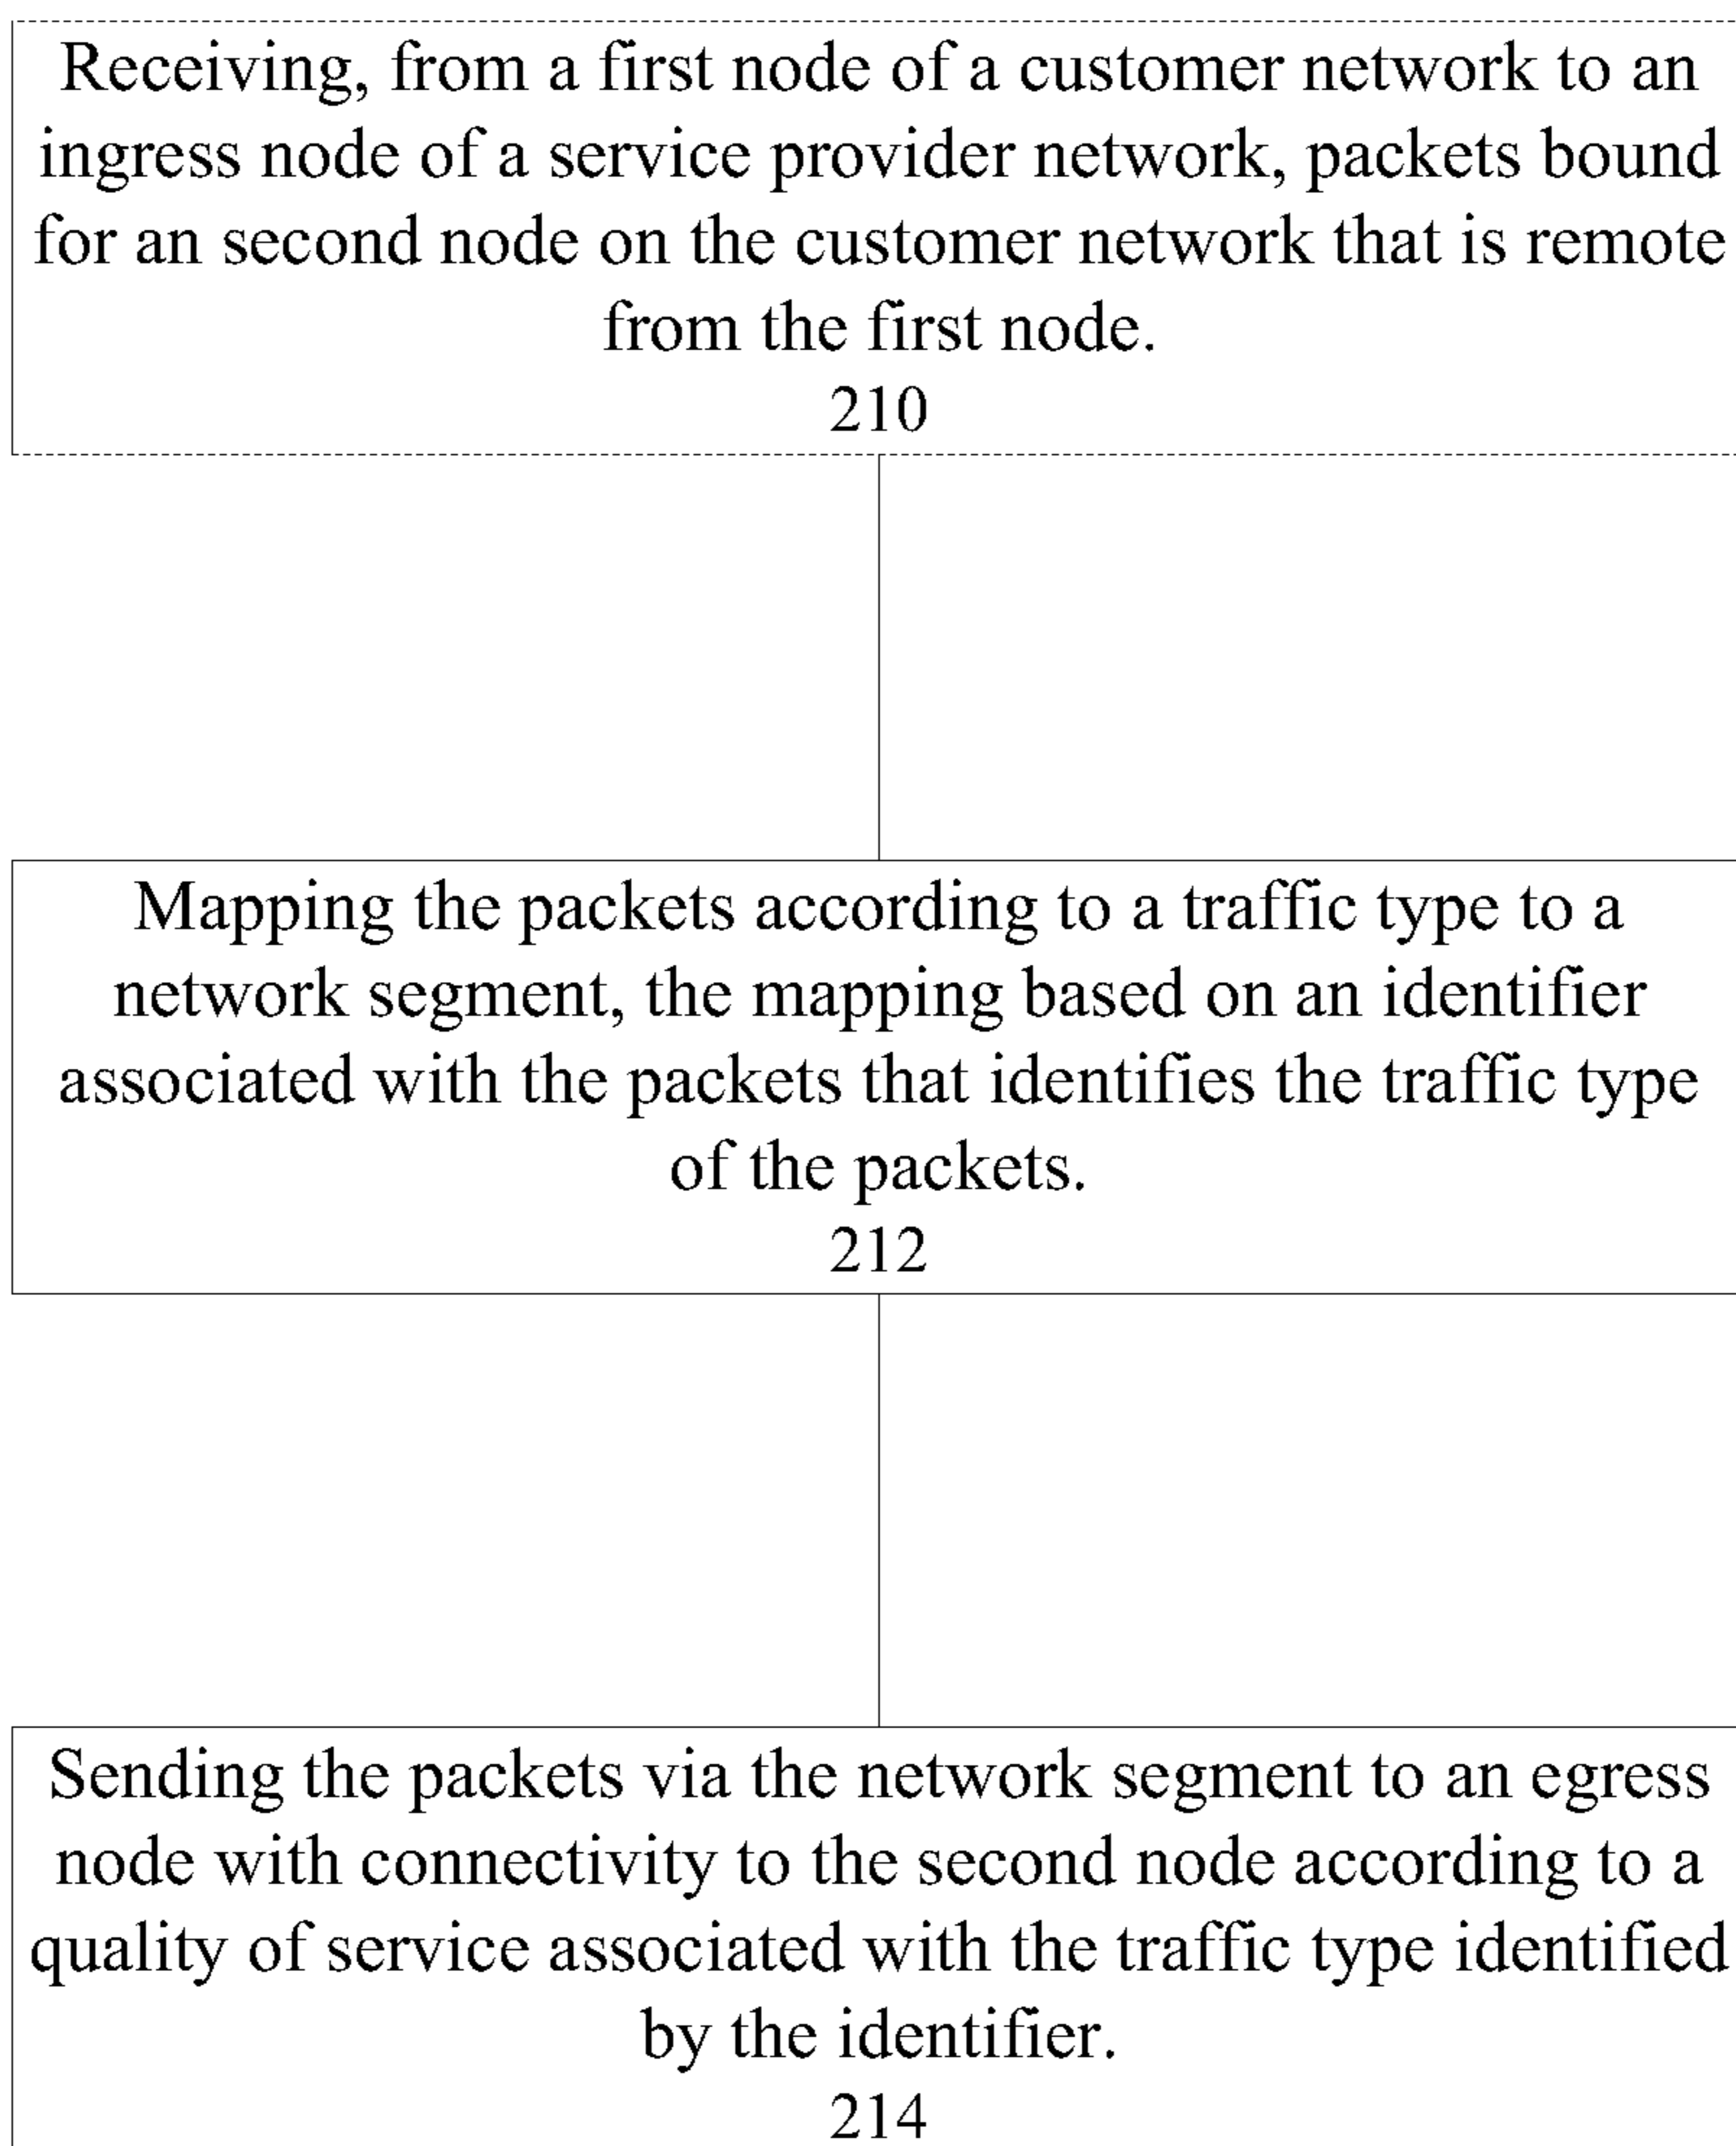 Receiving, from a first node of a customer network to an
ingress node of a service provider network, packets bound
for an second node on the customer network that is remote
from the first node.
210
Mapping the packets according to a traffic type to a
network segment, the mapping based on an identifier
associated with the packets that identifies the traffic type
of the packets.
212
Sending the packets via the network segment to an egress
node with connectivity to the second node according to a
quality of service associated with the traffic type identified
by the identifier.
214